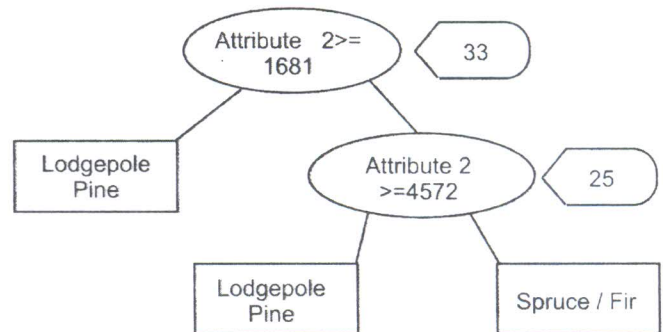 Attribute 2>=
1681
33
Lodgepole
Pine
Attribute 2
>=4572
25
Lodgepole
Pine
Spruce / Fir